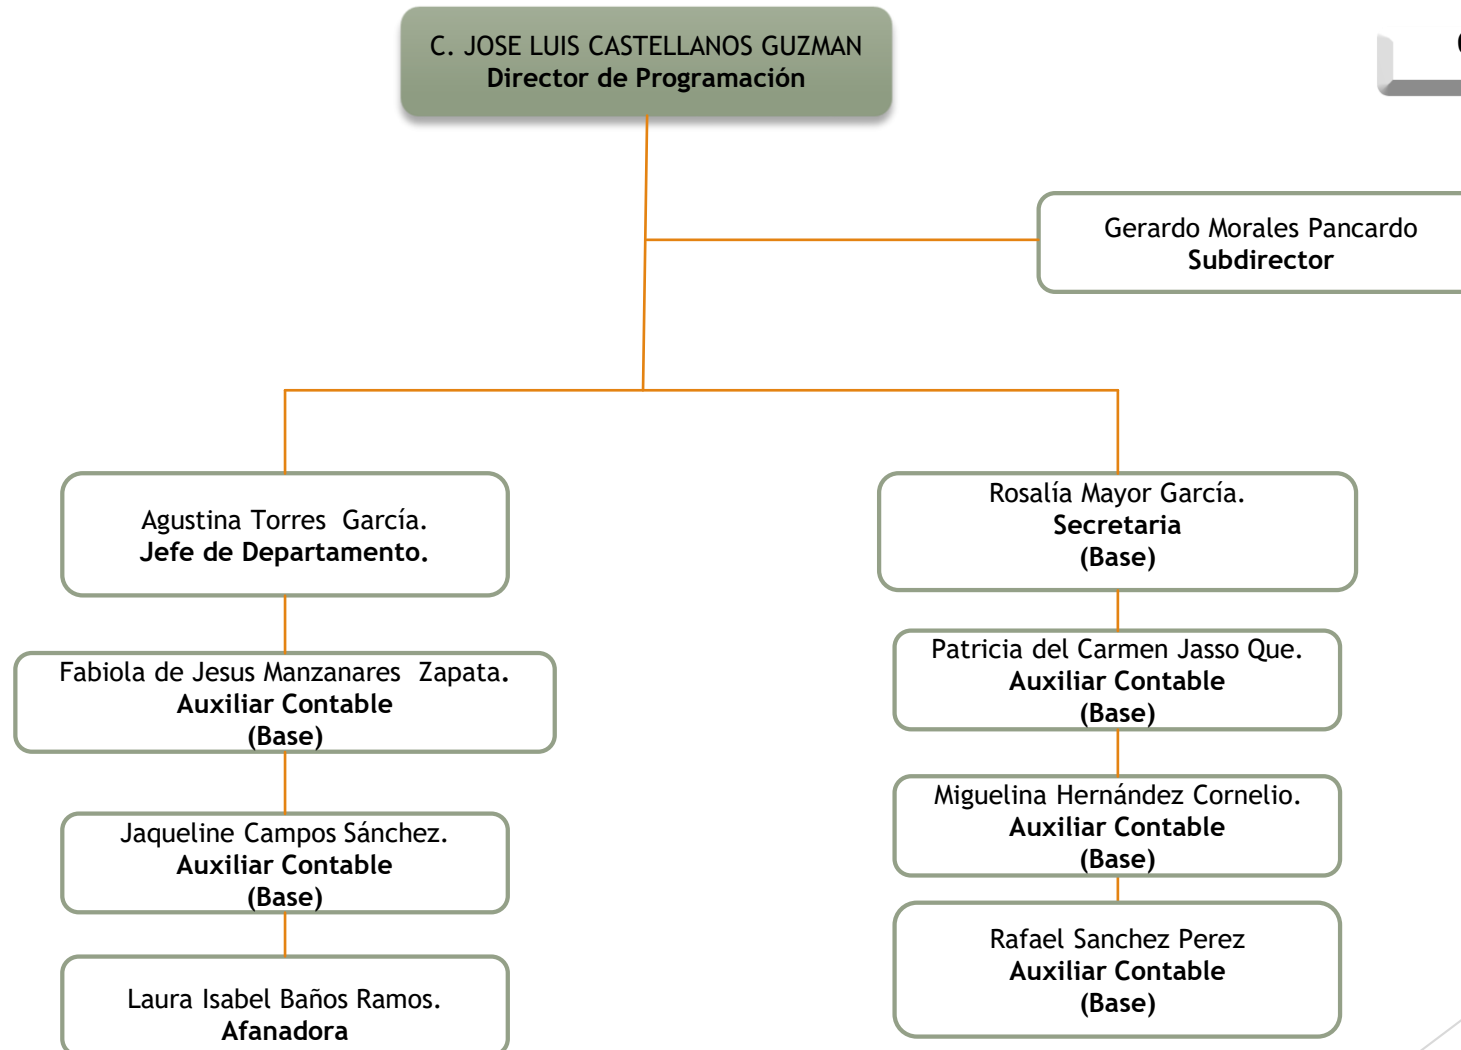 C. JOSE LUIS CASTELLANOS GUZMAN
Director de Programación
Gerardo Morales Pancardo
Subdirector
Agustina Torres  García.
Jefe de Departamento.
Fabiola de Jesus Manzanares  Zapata.
Auxiliar Contable
(Base)
Jaqueline Campos Sánchez.
Auxiliar Contable
(Base)
Laura Isabel Baños Ramos.
Afanadora
Rosalía Mayor García.
Secretaria
(Base)
Patricia del Carmen Jasso Que.
Auxiliar Contable
(Base)
Miguelina Hernández Cornelio.
Auxiliar Contable
(Base)
Rafael Sanchez Perez
Auxiliar Contable
(Base)